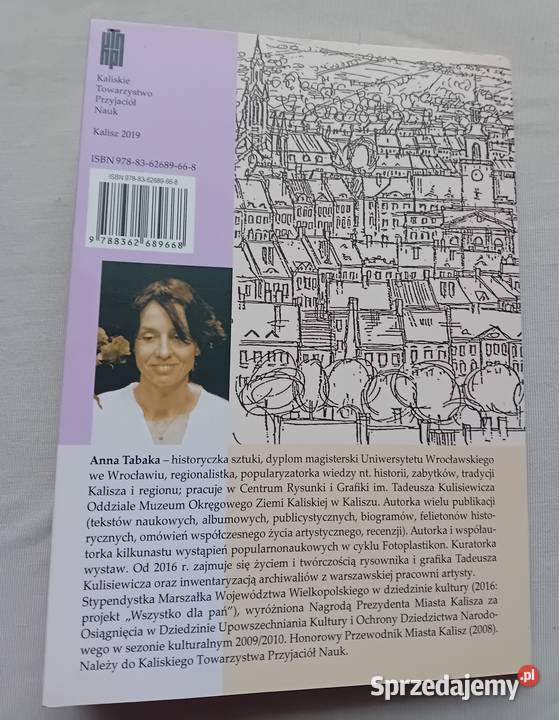 Kaliskie
Towarzystwo
Przyjaciół
Nauk
Kalisz 2019
ISBN 978-83-62689-66-8
ISBN 978-83-62689-66-8
9 788362 689668
Anna Tabaka – historyczka sztuki, dyplom magisterski Uniwersytetu Wrocławskiego
we Wrocławiu, regionalistka, popularyzatorka wiedzy nt. historii, zabytków, tradycji
Kalisza i regionu; pracuje w Centrum Rysunku i Grafiki im. Tadeusza Kulisiewicza
Oddziale Muzeum Okręgowego Ziemi Kaliskiej w Kaliszu. Autorka wielu publikacji
(tekstów naukowych, albumowych, publicystycznych, biogramów, felietonów histo-
rycznych, omówień współczesnego życia artystycznego, recenzji). Autorka i współau-
torka kilkunastu wystąpień popularnonaukowych w cyklu Fotoplastikon. Kuratorka
wystaw. Od 2016 r. zajmuje się życiem i twórczością rysownika i grafika Tadeusza
Kulisiewicza oraz inwentaryzacją archiwaliów z warszawskiej pracowni artysty.
Stypendystka Marszałka Województwa Wielkopolskiego w dziedzinie kultury (2016:
projekt „Wszystko dla pań"), wyróżniona Nagrodą Prezydenta Miasta Kalisza za
Osiągnięcia w Dziedzinie Upowszechniania Kultury i Ochrony Dziedzictwa Narodo-
wego w sezonie kulturalnym 2009/2010. Honorowy Przewodnik Miasta Kalisz (2008).
Należy do Kaliskiego Towarzystwa Przyjaciół Nauk.
Sprzedajemy.pl